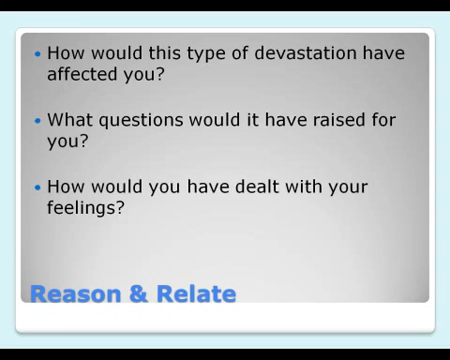 • How would this type of devastation have
affected you?
• What questions would it have raised for
you?
• How would you have dealt with your
feelings?
Reason & Relate